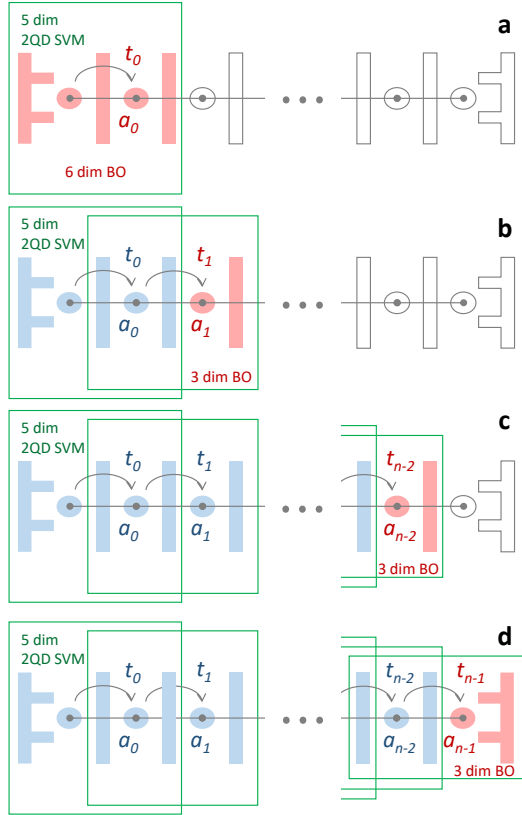 5 dim
2QD SVM
a
t0
a0
6 dim BO
5 dim
2QD SVM
b
t0 t1
a0 a1
3 dim BO
5 dim
2QD SVM
c
t0 t1 tn-2
a0 a1 an-2
3 dim BO
5 dim
2QD SVM
d
t0 t1 tn-2 tn-1
a0 a1 an-2 an-1
3 dim BO